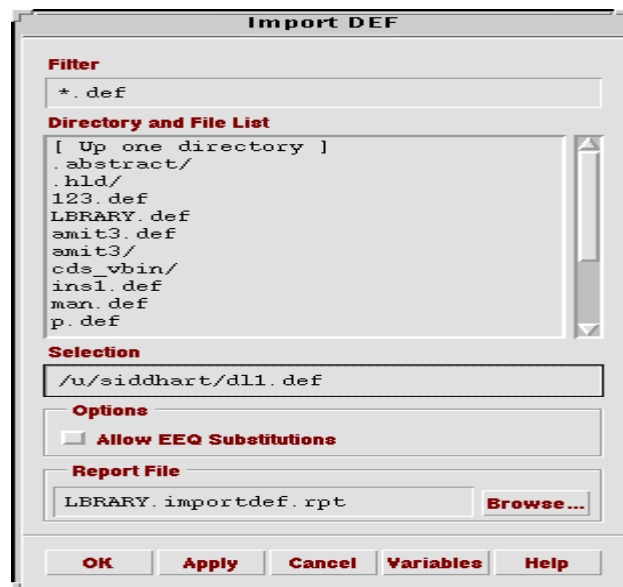 Import DEF
Filter
*.def
Directory and File List
[ Up one directory ]
.abstract/
.hld/
123.def
LBRARY.def
amit3.def
amit3/
cds_vbin/
ins1.def
man.def
p.def
Selection
/u/siddhart/dl1.def
Options
Allow EEQ Substitutions
Report File
LBRARY.importdef.rpt
Browse...
OK Apply Cancel Variables Help